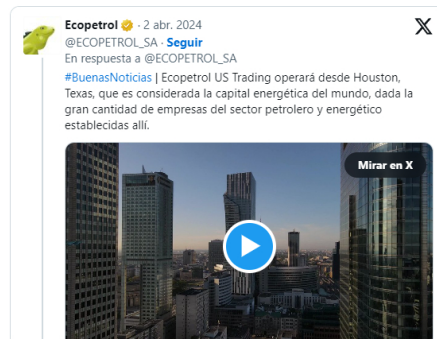 Ecopetrol · 2 abr. 2024
@ECOPETROL_SA · Seguir
En respuesta a @ECOPETROL_SA
#BuenasNoticias | Ecopetrol US Trading operará desde Houston,
Texas, que es considerada la capital energética del mundo, dada la
gran cantidad de empresas del sector petrolero y energético
establecidas allí.
Mirar en X